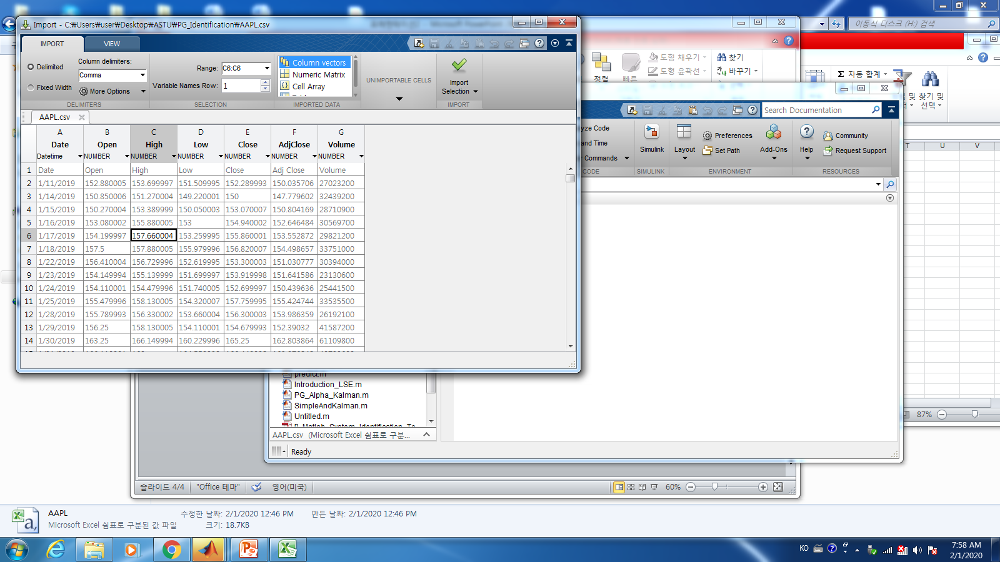 Import - C:\Users\user\Desktop\ASTU\PG_Identification\AAPL.csv
IMPORT
VIEW
Delimited
Fixed Width
Column delimiters:
Comma
More Options
DELIMITERS
Range: C6:C6
Variable Names Row: 1
SELECTION
Column vectors
Numeric Matrix
Cell Array
IMPORTED DATA
UNIMPORTABLE CELLS
Import
Selection
IMPORT
AAPL.csv
A B C D E F G
Date Open High Low Close AdjClose Volume
Datetime NUMBER NUMBER NUMBER NUMBER NUMBER NUMBER
1 Date Open High Low Close Adj Close Volume
2 1/11/2019 152.880005 153.699997 151.509995 152.289993 150.035706 27023200
3 1/14/2019 150.850006 151.270004 149.220001 150 147.779602 32439200
4 1/15/2019 150.270004 153.389999 150.050003 153.070007 150.804169 28710900
5 1/16/2019 153.080002 155.880005 153 154.940002 152.646484 30569700
6 1/17/2019 154.199997 157.660004 153.259995 155.860001 153.552872 29821200
7 1/18/2019 157.5 157.880005 155.979996 156.820007 154.498657 33751000
8 1/22/2019 156.410004 156.729996 152.619995 153.300003 151.030777 30394000
9 1/23/2019 154.149994 155.139999 151.699997 153.919998 151.641586 23130600
10 1/24/2019 154.110001 154.479996 151.740005 152.699997 150.439636 25441500
11 1/25/2019 155.479996 158.130005 154.320007 157.759995 155.424744 33535500
12 1/28/2019 155.789993 156.330002 153.660004 156.300003 153.986359 26192100
13 1/29/2019 156.25 158.130005 154.110001 154.679993 152.39032 41587200
14 1/30/2019 163.25 166.149994 160.229996 165.25 162.803864 61109800
이동식 디스크 (H:) 검색
정렬
빠른
도형 채우기
도형 윤곽선
찾기
바꾸기
Σ 자동 합계
및
찾기 및
선택
T U V
87%
Search Documentation
yze Code
and Time
r Commands
CODE
Simulink
SIMULINK
Layout
Preferences
Set Path
Add-Ons
ENVIRONMENT
Help
Community
Request Support
RESOURCES
predict.m
Introduction_LSE.m
PG_Alpha_Kalman.m
SimpleAndKalman.m
Untitled.m
AAPL.csv (Microsoft Excel 쉼표로 구분...
Ready
슬라이드 4/4
"Office 테마"
영어(미국)
60%
AAPL
Microsoft Excel 쉼표로 구분된 값 파일
수정한 날짜: 2/1/2020 12:46 PM
크기: 18.7KB
만든 날짜: 2/1/2020 12:46 PM
KO
7:58 AM
2/1/2020